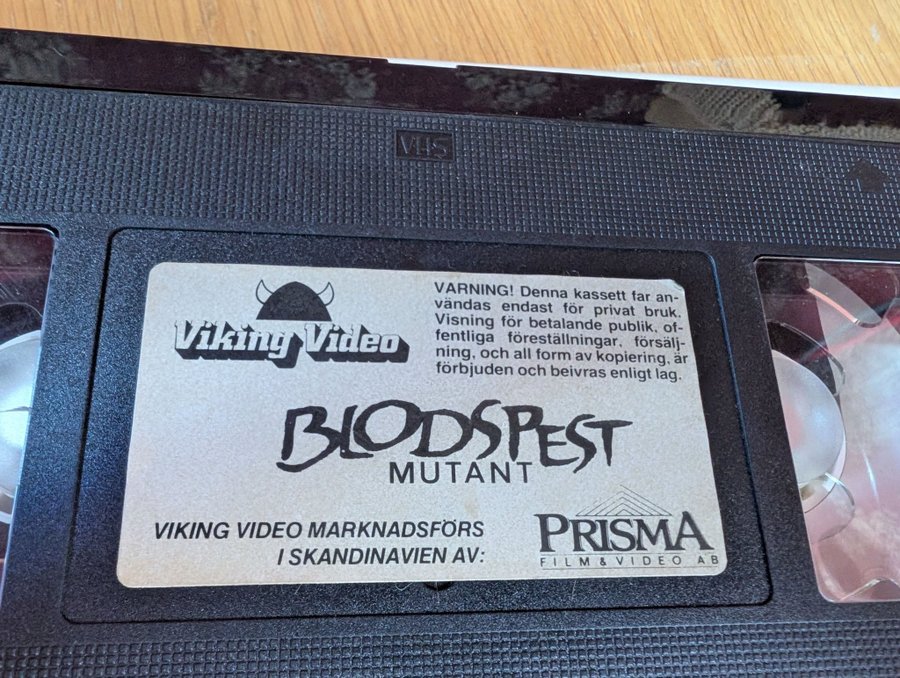 VHS
Viking Video
VARNING! Denna kassett far an-
vändas endast för privat bruk.
Visning för betalande publik, of-
fentliga föreställningar, försälj-
ning, och all form av kopiering, är
förbjuden och beivras enligt lag.
BLODSPEST
MUTANT
VIKING VIDEO MARKNADSFÖRS
I SKANDINAVIEN AV:
PRISMA
FILM & VIDEO AB